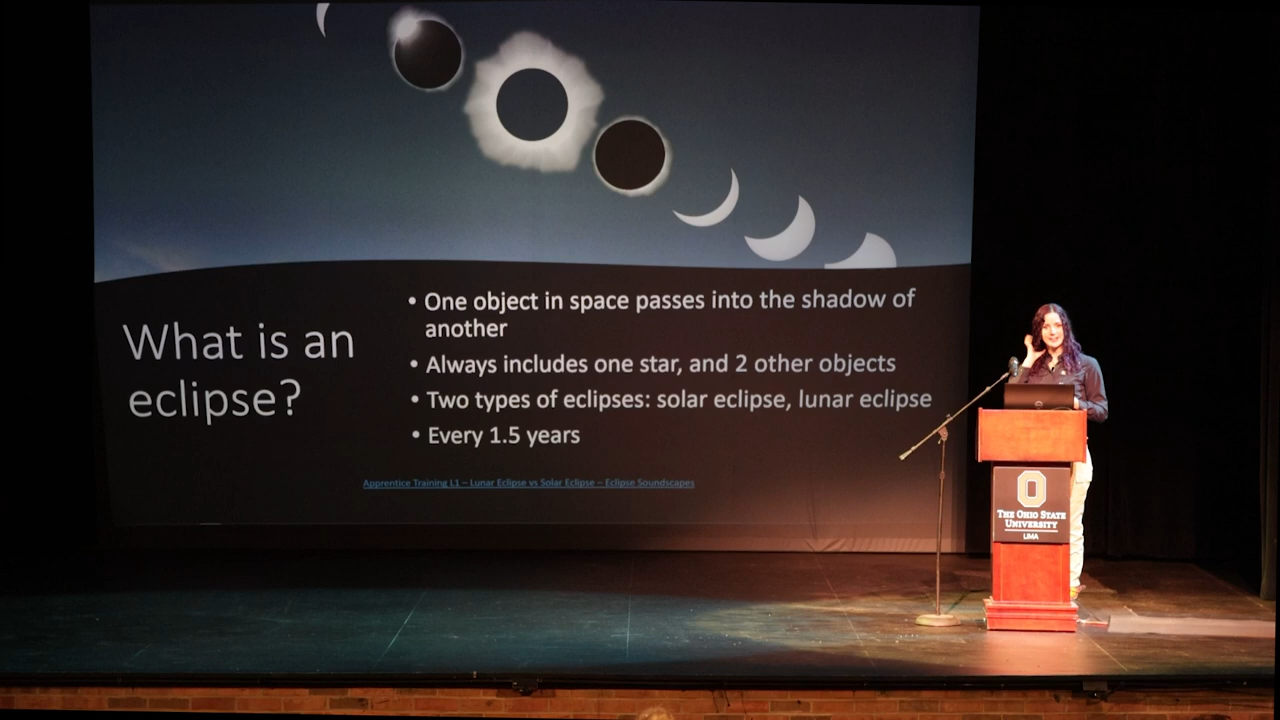 What is an
eclipse?
• One object in space passes into the shadow of
another
• Always includes one star, and 2 other objects
• Two types of eclipses: solar eclipse, lunar eclipse
• Every 1.5 years
Apprentice Training L1 – Lunar Eclipse vs Solar Eclipse – Eclipse Soundscapes
THE OHIO STATE
UNIVERSITY
LIMA